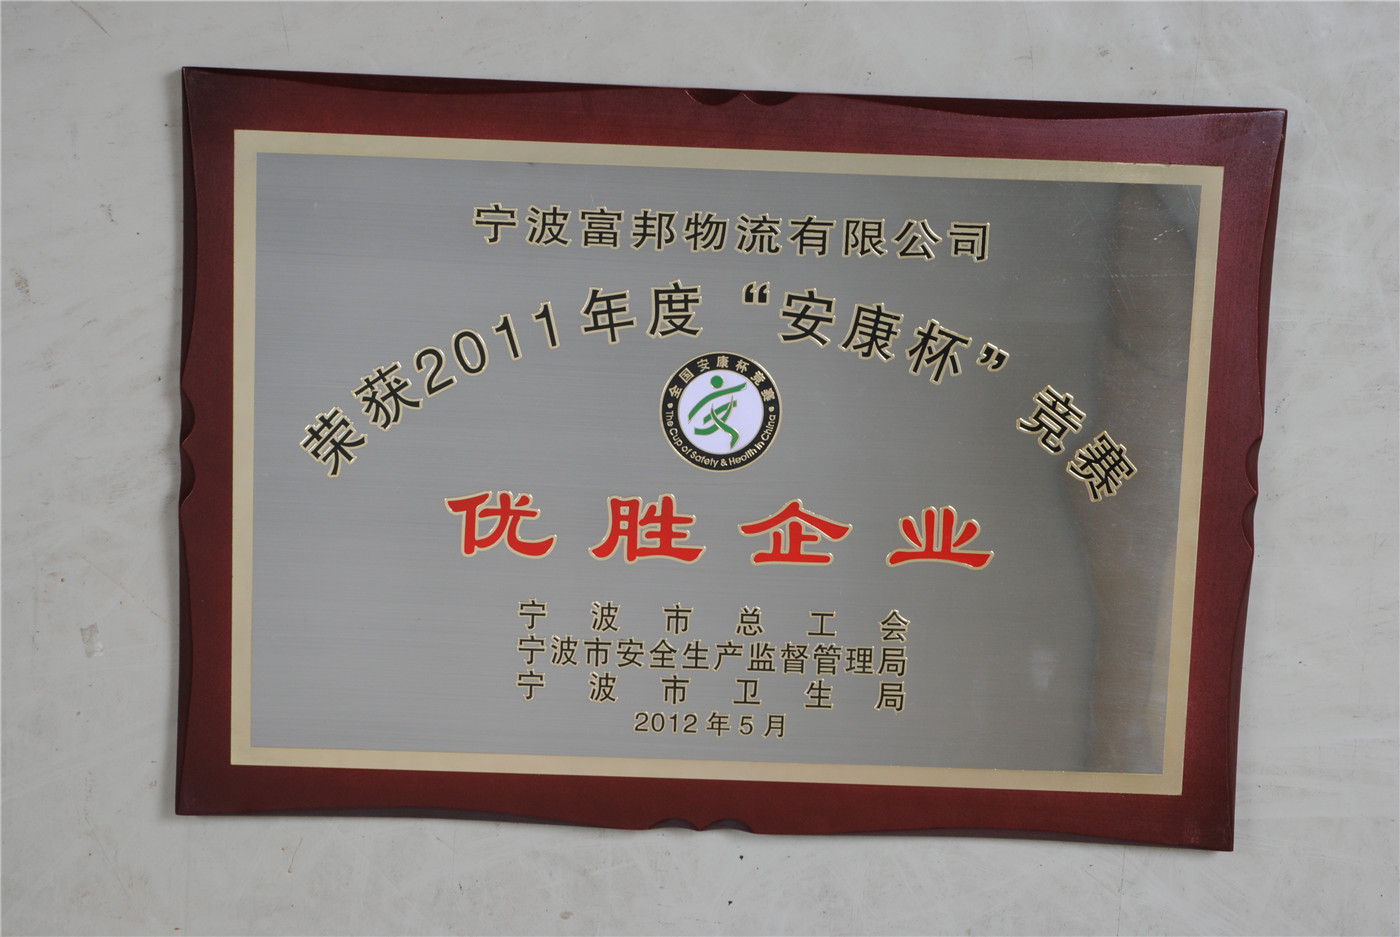 宁波富邦物流有限公司
荣获2011年度“安康杯”竞赛
全国安康杯竞赛
The Cup of Safety & Health in China
优胜企业
宁波市总工会
宁波市安全生产监督管理局
宁波市卫生局
2012年5月